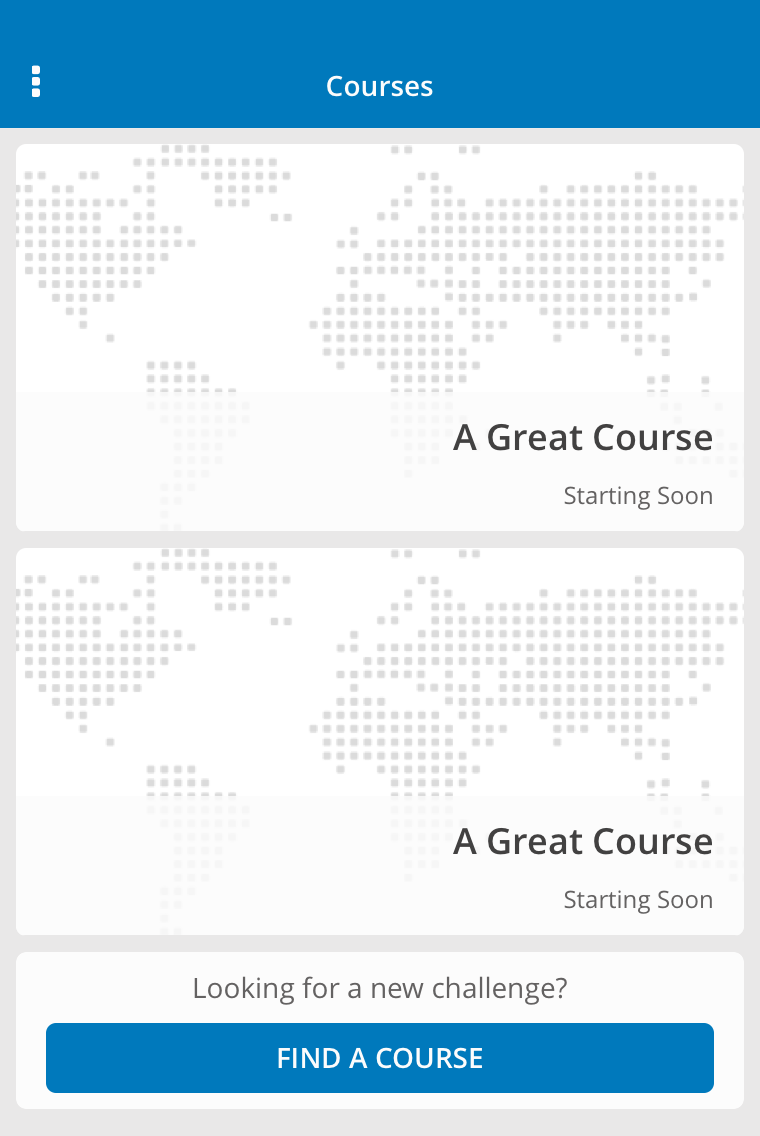 Courses
A Great Course
Starting Soon
A Great Course
Starting Soon
Looking for a new challenge?
FIND A COURSE